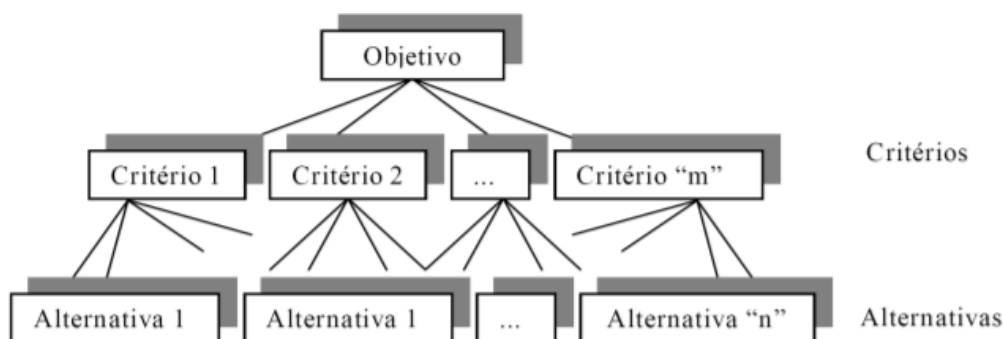 Objetivo
Critério 1 Critério 2 ... Critério “m” Critérios
Alternativa 1 Alternativa 1 ... Alternativa “n” Alternativas